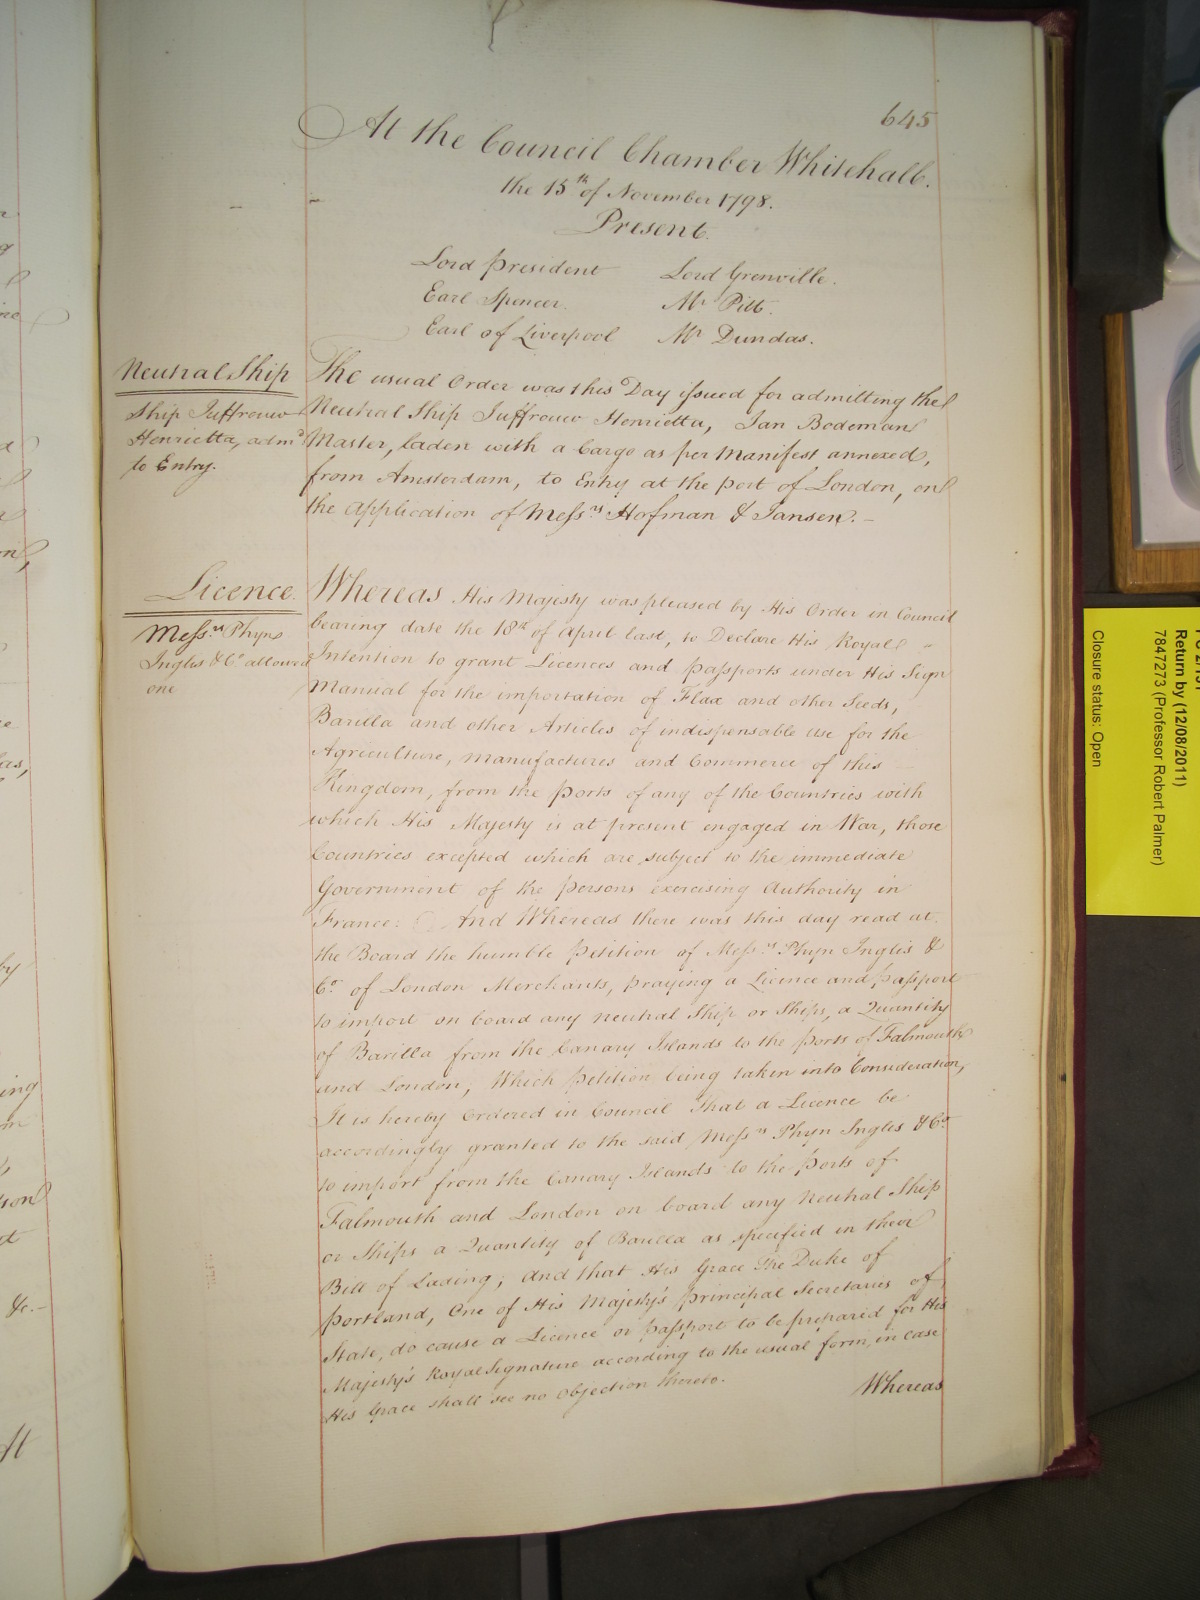 645
At the Council Chamber Whitehall.
the 15th of November 1798.
Present.
Lord President Lord Grenville.
Earl Spencer. Mr Pitt.
Earl of Liverpool Mr Dundas.
Neutral Ship
Ship Juffrouw
Henrietta, admd
to Entry.
The usual Order was this Day issued for admitting the
Neutral Ship Juffrouw Henrietta, Jan Bodeman
Master, laden with a Cargo as per Manifest annexed,
from Amsterdam, to Entry at the Port of London, on
the Application of Messrs Hofman & Jansen. –
Licence.
Messrs Phyn
Inglis & Co allowed
one
Whereas His Majesty was pleased by His Order in Council
bearing date the 18th of April last, to Declare His Royal
Intention to grant Licences and Passports under His Sign
Manual for the importation of Flax and other Seeds,
Barilla and other Articles of indispensable use for the
Agriculture, Manufactures and Commerce of this
Kingdom, from the Ports of any of the Countries with
which His Majesty is at present engaged in War, those
Countries excepted which are subject to the immediate
Government of the Persons exercising Authority in
France: And Whereas there was this day read at
the Board the humble Petition of Messrs Phyn Inglis &
Co of London Merchants, praying a Licence and Passport
to import on board any neutral Ship or Ships, a Quantity
of Barilla from the Canary Islands to the Ports of Falmouth
and London, Which Petition being taken into Consideration,
It is hereby Ordered in Council that a Licence be
accordingly granted to the said Messrs Phyn Ingles & Co
to import from the Canary Islands to the Ports of
Falmouth and London on board any Neutral Ship
or Ships a Quantity of Barilla as specified in their
Bill of Lading; and that His Grace The Duke of
Portland, One of His Majesty's Principal Secretaries of
State, do cause a Licence or Passport to be prepared for His
Majesty's Royal Signature according to the usual form, in case
His Grace shall see no Objection thereto.
Whereas
Return by (12/08/2011)
7847273 (Professor Robert Palmer)
Closure status: Open